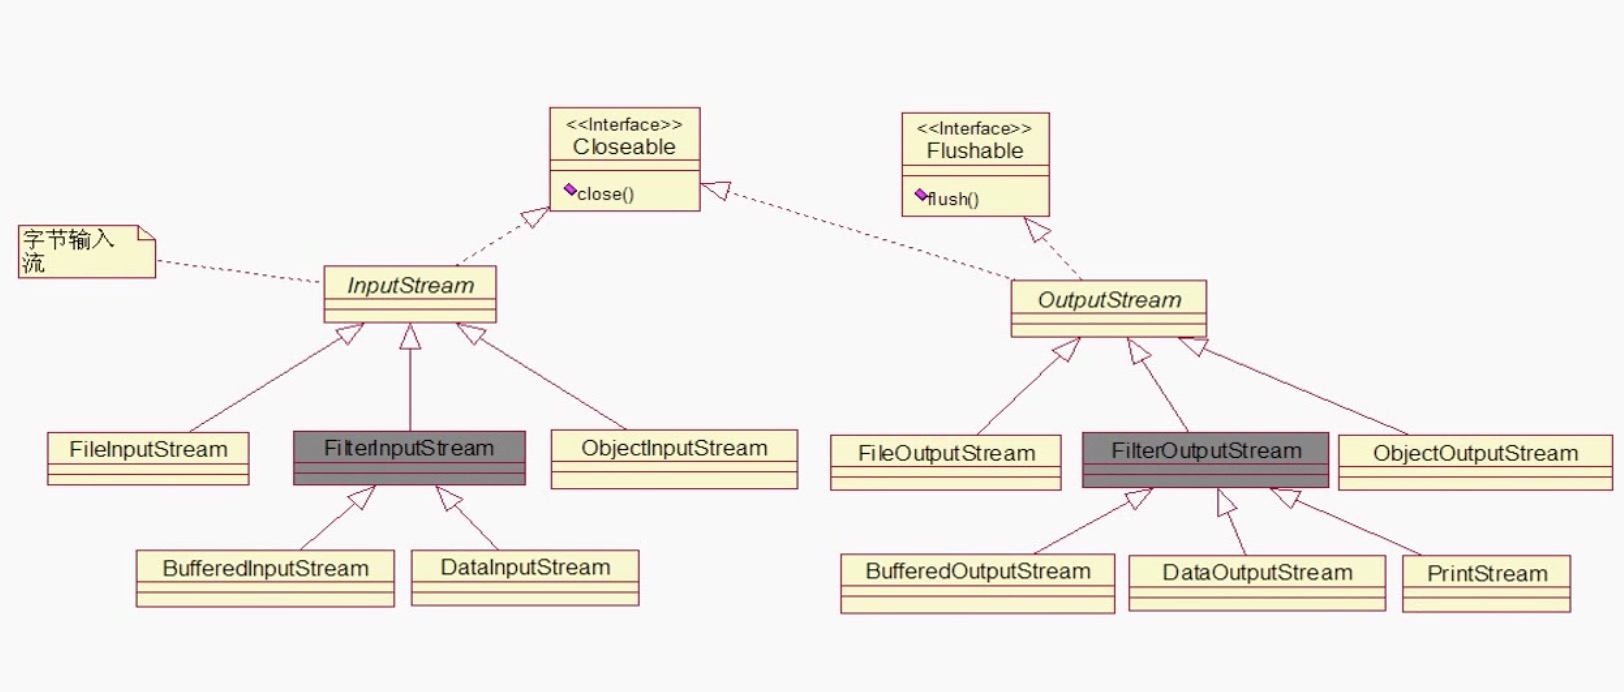 <<Interface>>
Closeable
close()
<<Interface>>
Flushable
flush()
字节输入
流
InputStream
OutputStream
FileInputStream
FilterInputStream
ObjectInputStream
FileOutputStream
FilterOutputStream
ObjectOutputStream
BufferedInputStream
DataInputStream
BufferedOutputStream
DataOutputStream
PrintStream